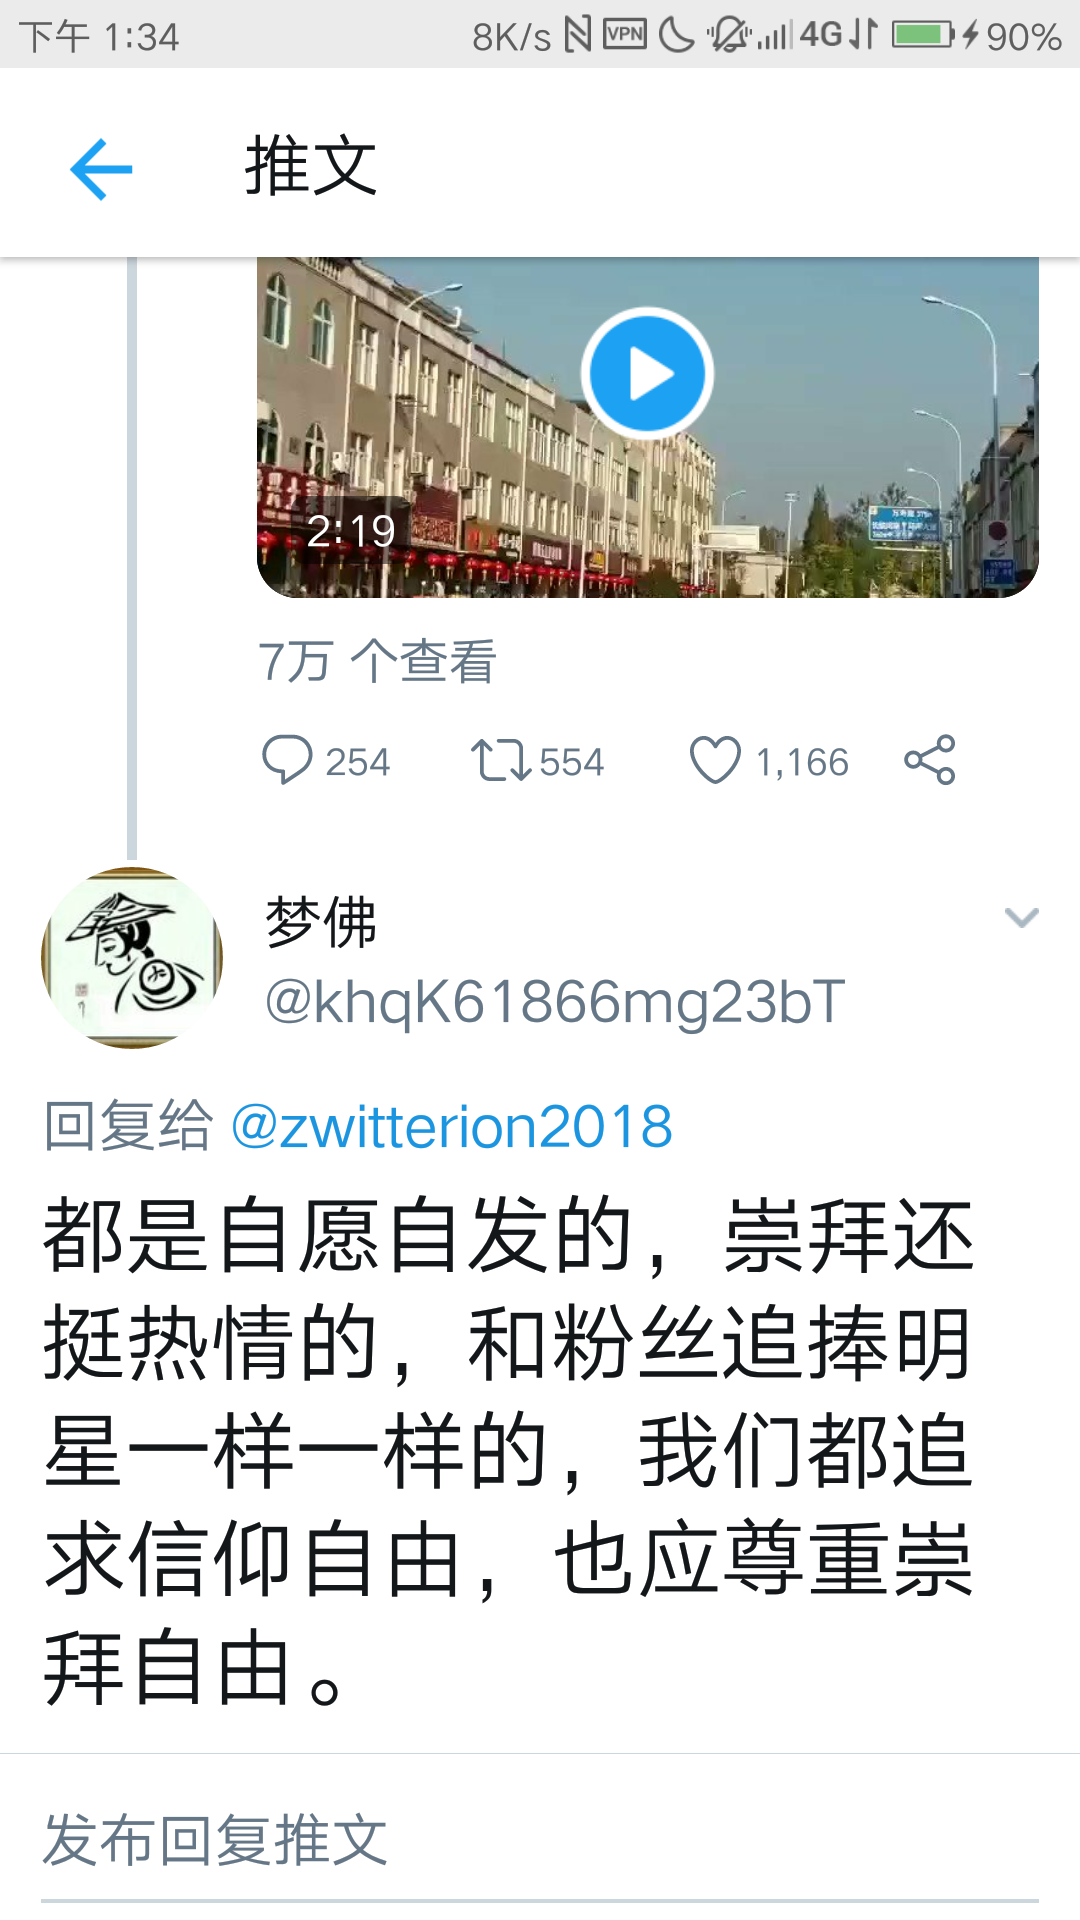 下午 1:34
8K/s VPN 4G 90%
推文
2:19
7万 个查看
254 554 1,166
梦佛
@khqK61866mg23bT
回复给 @zwitterion2018
都是自愿自发的，崇拜还
挺热情的，和粉丝追捧明
星一样一样的，我们都追
求信仰自由，也应尊重崇
拜自由。
发布回复推文